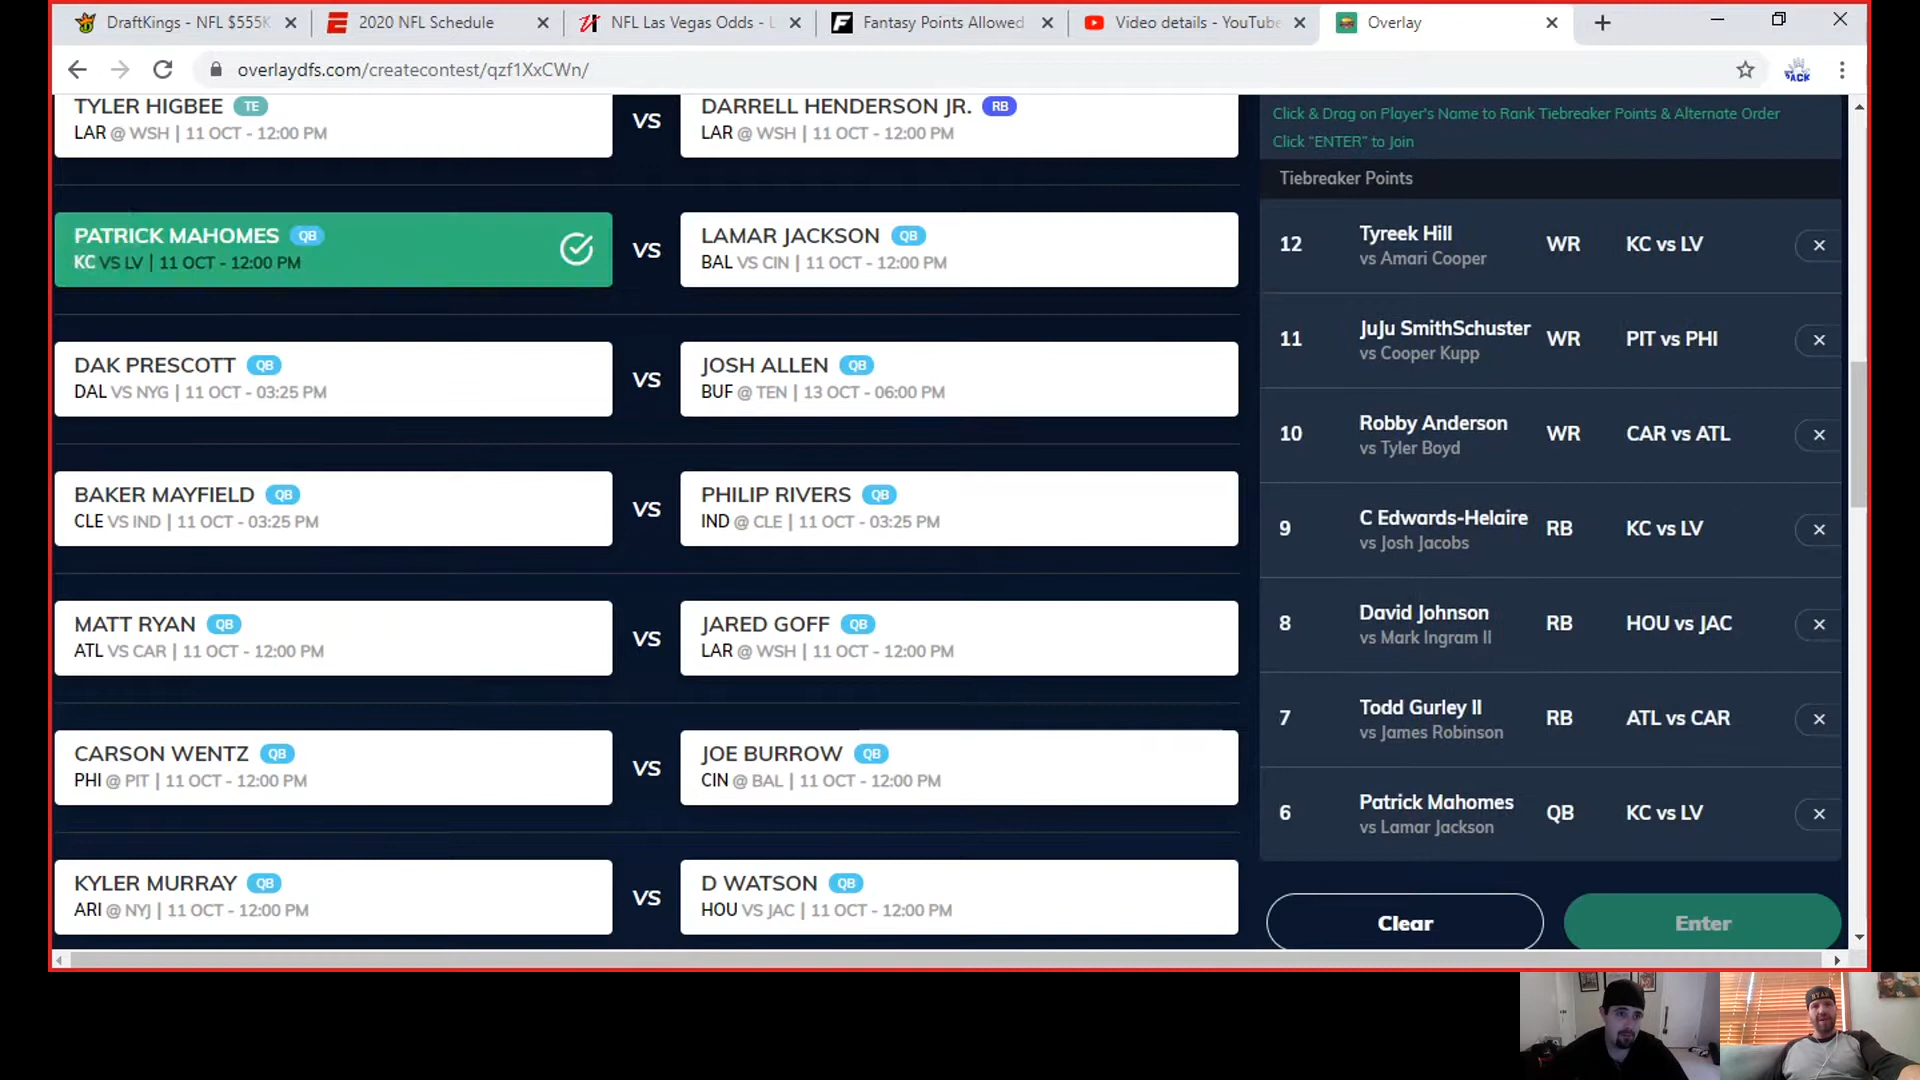 DraftKings - NFL $555K
2020 NFL Schedule
NFL Las Vegas Odds - L
Fantasy Points Allowed
Video details - YouTube
Overlay
overlaydfs.com/createcontest/qzf1XxCWn/
TYLER HIGBEE TE
LAR @ WSH | 11 OCT - 12:00 PM
VS
DARRELL HENDERSON JR. RB
LAR @ WSH | 11 OCT - 12:00 PM
PATRICK MAHOMES QB
KC VS LV | 11 OCT - 12:00 PM
VS
LAMAR JACKSON QB
BAL VS CIN | 11 OCT - 12:00 PM
DAK PRESCOTT QB
DAL VS NYG | 11 OCT - 03:25 PM
VS
JOSH ALLEN QB
BUF @ TEN | 13 OCT - 06:00 PM
BAKER MAYFIELD QB
CLE VS IND | 11 OCT - 03:25 PM
VS
PHILIP RIVERS QB
IND @ CLE | 11 OCT - 03:25 PM
MATT RYAN QB
ATL VS CAR | 11 OCT - 12:00 PM
VS
JARED GOFF QB
LAR @ WSH | 11 OCT - 12:00 PM
CARSON WENTZ QB
PHI @ PIT | 11 OCT - 12:00 PM
VS
JOE BURROW QB
CIN @ BAL | 11 OCT - 12:00 PM
KYLER MURRAY QB
ARI @ NYJ | 11 OCT - 12:00 PM
VS
D WATSON QB
HOU VS JAC | 11 OCT - 12:00 PM
Click & Drag on Player's Name to Rank Tiebreaker Points & Alternate Order
Click "ENTER" to Join
Tiebreaker Points
12 Tyreek Hill WR KC vs LV
vs Amari Cooper
11 JuJu SmithSchuster WR PIT vs PHI
vs Cooper Kupp
10 Robby Anderson WR CAR vs ATL
vs Tyler Boyd
9 C Edwards-Helaire RB KC vs LV
vs Josh Jacobs
8 David Johnson RB HOU vs JAC
vs Mark Ingram II
7 Todd Gurley II RB ATL vs CAR
vs James Robinson
6 Patrick Mahomes QB KC vs LV
vs Lamar Jackson
Clear
Enter